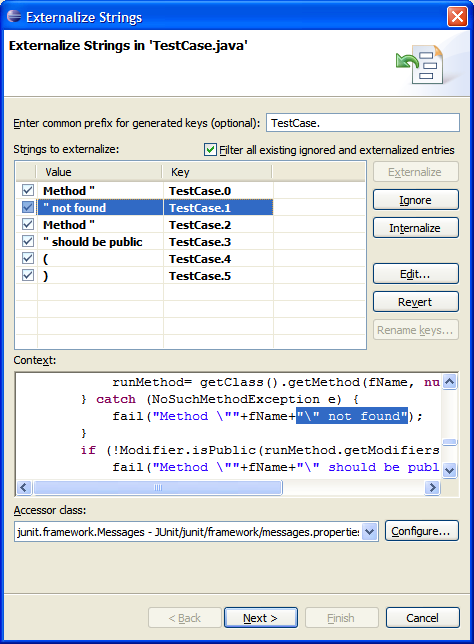 Externalize Strings
Externalize Strings in 'TestCase.java'
Enter common prefix for generated keys (optional): TestCase.
Strings to externalize: Filter all existing ignored and externalized entries
Value Key
Method " TestCase.0
" not found TestCase.1
Method " TestCase.2
" should be public TestCase.3
( TestCase.4
) TestCase.5
Externalize
Ignore
Internalize
Edit...
Revert
Rename keys...
Context:
runMethod= getClass().getMethod(fName, nu
} catch (NoSuchMethodException e) {
fail("Method \""+fName+"\" not found");
}
if (!Modifier.isPublic(runMethod.getModifiers
fail("Method \""+fName+"\" should be publ
Accessor class:
junit.framework.Messages - JUnit/junit/framework/messages.properties Configure...
< Back Next > Finish Cancel